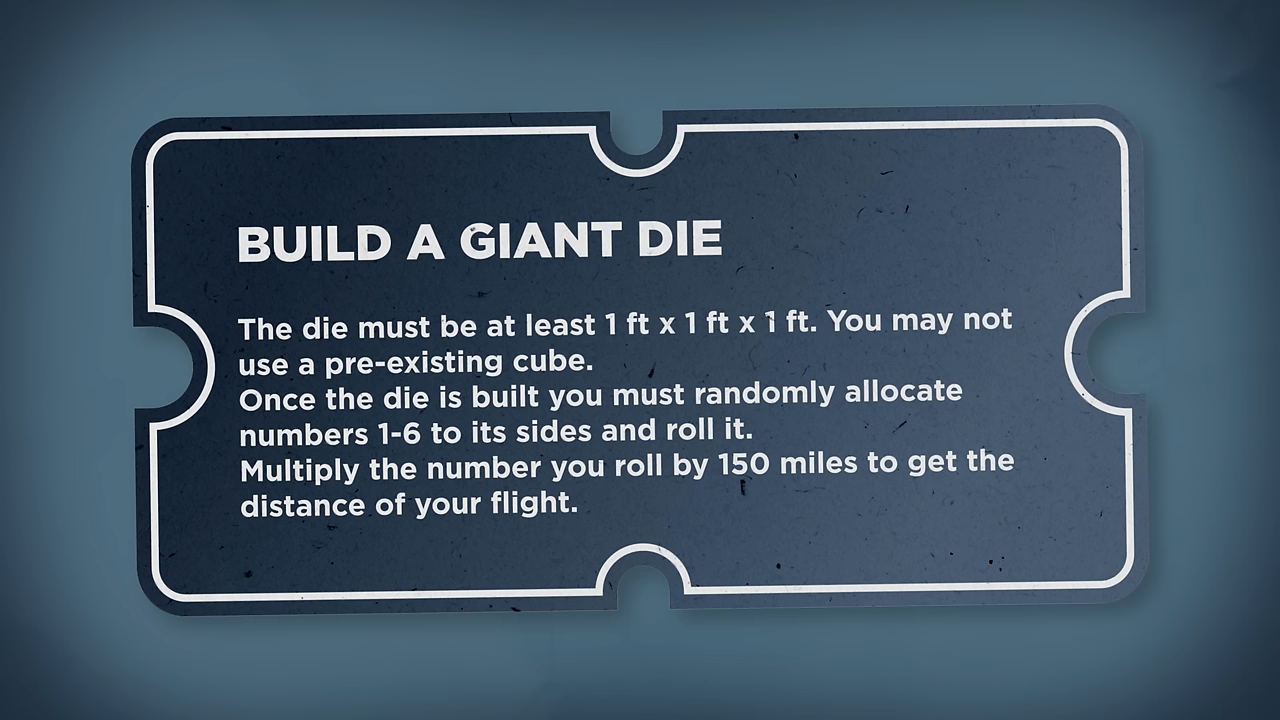 BUILD A GIANT DIE
The die must be at least 1 ft x 1 ft x 1 ft. You may not
use a pre-existing cube.
Once the die is built you must randomly allocate
numbers 1-6 to its sides and roll it.
Multiply the number you roll by 150 miles to get the
distance of your flight.